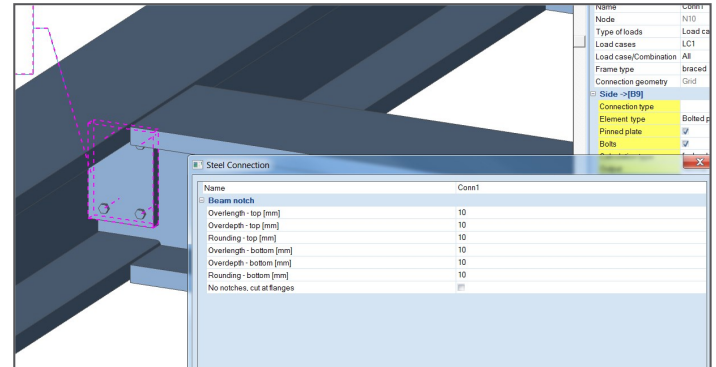 Name Conn1
Node N10
Type of loads Load ca
Load cases LC1
Load case/Combination All
Frame type braced
Connection geometry Grid
Side ->[B9]
Connection type
Element type Bolted p
Pinned plate
Bolts
Steel Connection
Name Conn1
Beam notch
Overlength - top [mm] 10
Overdepth - top [mm] 10
Rounding - top [mm] 10
Overlength - bottom [mm] 10
Overdepth - bottom [mm] 10
Rounding - bottom [mm] 10
No notches, cut at flanges